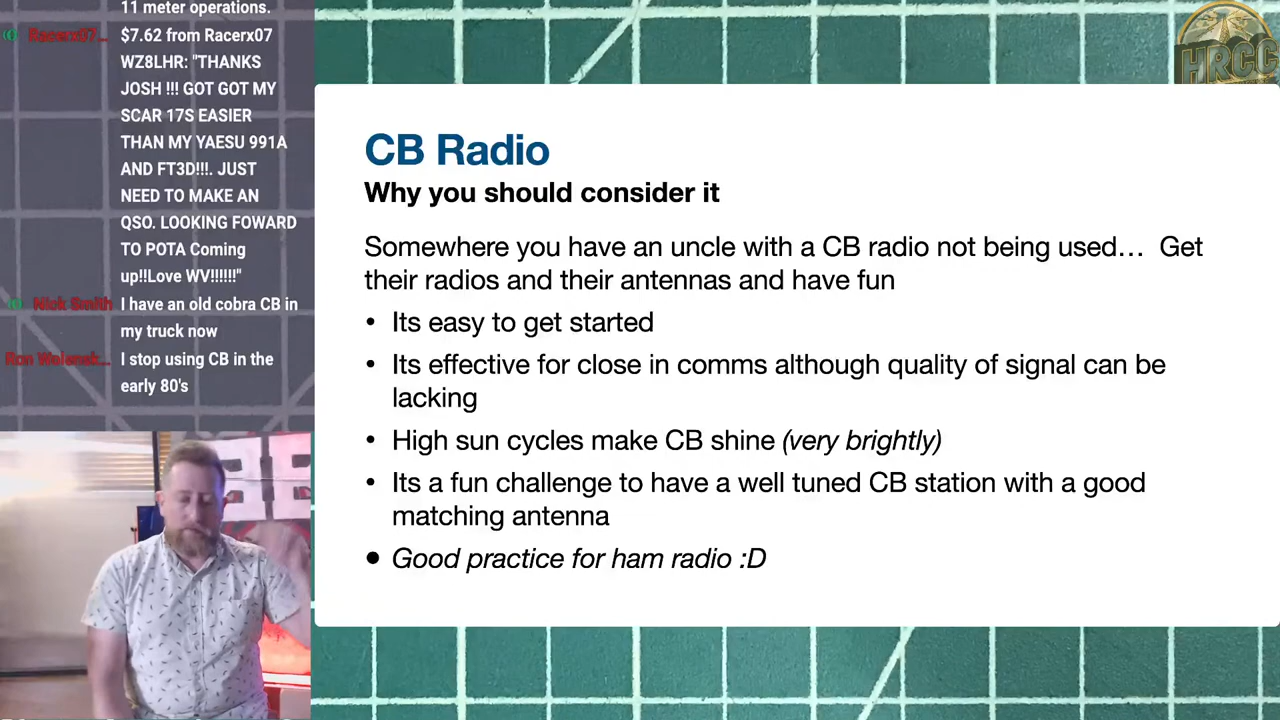 11 meter operations.
Racerx07... $7.62 from Racerx07
WZ8LHR: "THANKS
JOSH !!! GOT GOT MY
SCAR 17S EASIER
THAN MY YAESU 991A
AND FT3D!!!. JUST
NEED TO MAKE AN
QSO. LOOKING FOWARD
TO POTA Coming
up!!Love WV!!!!!!"
Nick Smith I have an old cobra CB in
my truck now
Ron Walensk... I stop using CB in the
early 80's
HRCC
CB Radio
Why you should consider it
Somewhere you have an uncle with a CB radio not being used... Get
their radios and their antennas and have fun
• Its easy to get started
• Its effective for close in comms although quality of signal can be
lacking
• High sun cycles make CB shine (very brightly)
• Its a fun challenge to have a well tuned CB station with a good
matching antenna
• Good practice for ham radio :D